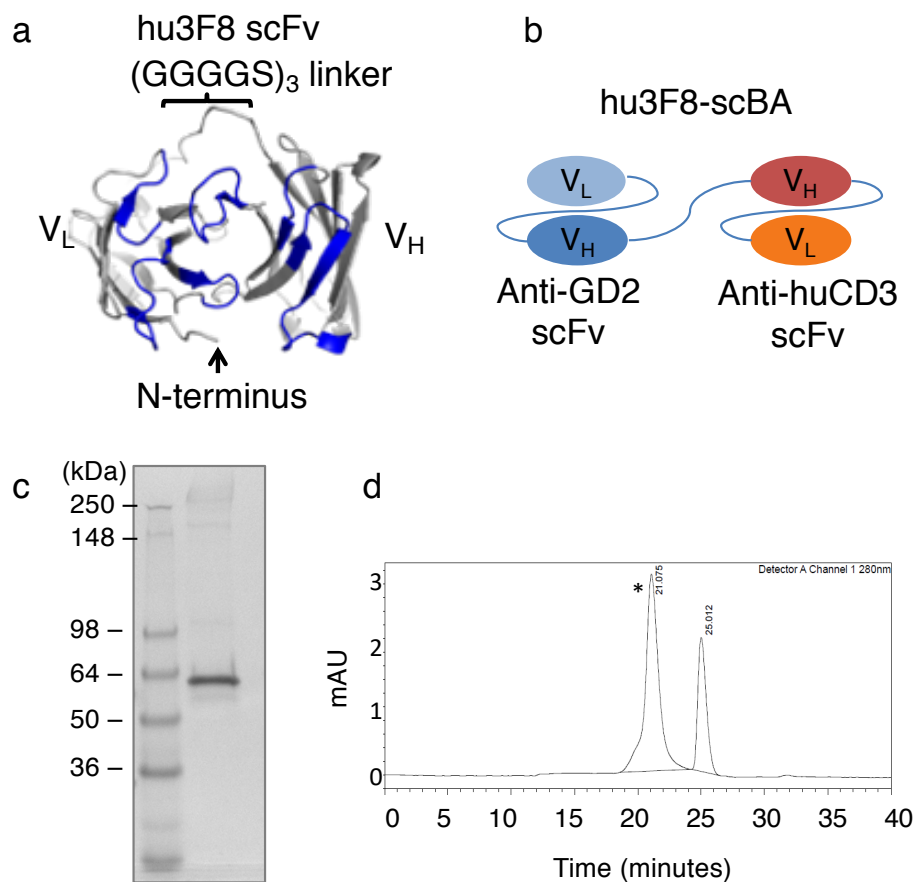 a
hu3F8 scFv
(GGGGS)3 linker
VL
VH
N-terminus
b
hu3F8-scBA
VL
VH
VH
VL
Anti-GD2
scFv
Anti-huCD3
scFv
c
(kDa)
250 –
148 –
98 –
64 –
50 –
36 –
d
Detector A Channel 1 280nm
3
2
1
0
mAU
*
21.075
25.012
0 5 10 15 20 25 30 35 40
Time (minutes)